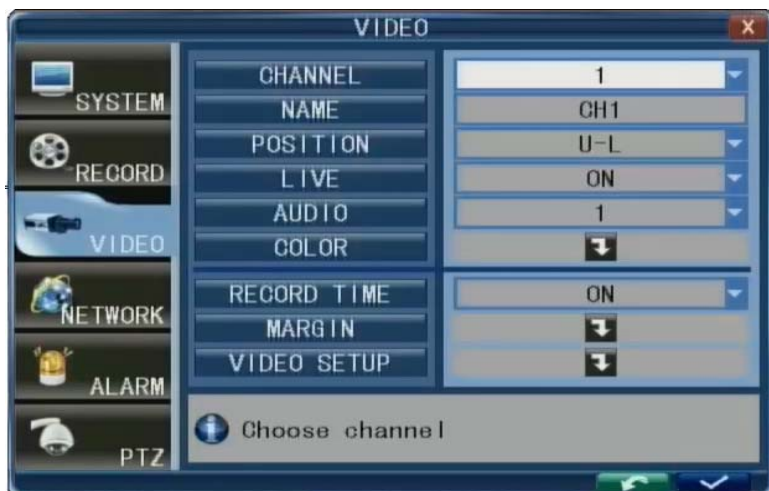 VIDEO
X
SYSTEM
RECORD
VIDEO
NETWORK
ALARM
PTZ
CHANNEL 1
NAME CH1
POSITION U-L
LIVE ON
AUDIO 1
COLOR
RECORD TIME ON
MARGIN
VIDEO SETUP
Choose channel